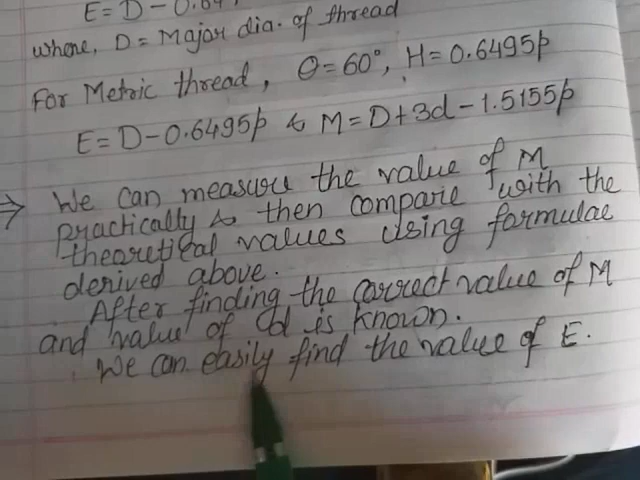 E = D - 0.64
where, D = Major dia. of thread
For Metric thread, θ = 60°, H = 0.6495p
E = D - 0.6495p & M = D + 3d - 1.5155p
⇒ We can measure the value of M
practically & then compare with the
theoretical values using formulae
derived above.
After finding the correct value of M
and value of d is known.
We can easily find the value of E.